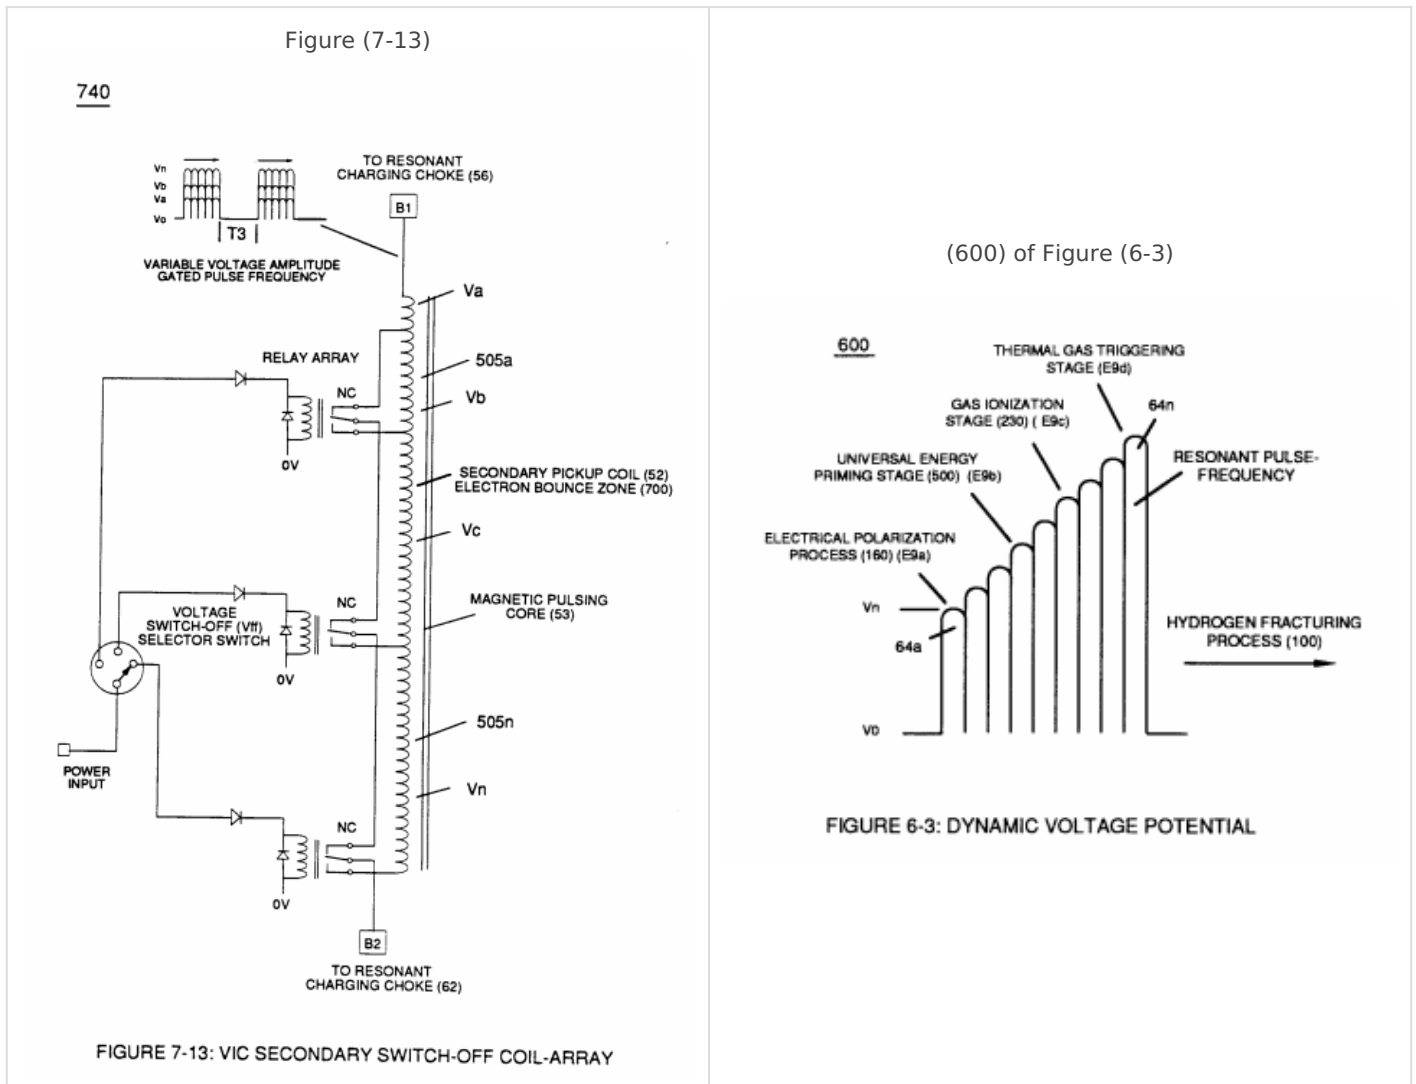 Figure (7-13)
740
Vn
Vb
Va
Vo
T3
VARIABLE VOLTAGE AMPLITUDE
GATED PULSE FREQUENCY
TO RESONANT
CHARGING CHOKE (56)
B1
Va
RELAY ARRAY
505a
NC
Vb
0V
SECONDARY PICKUP COIL (52)
ELECTRON BOUNCE ZONE (700)
Vc
NC
MAGNETIC PULSING
CORE (53)
VOLTAGE
SWITCH-OFF (Vff)
SELECTOR SWITCH
0V
505n
POWER
INPUT
Vn
NC
0V
B2
TO RESONANT
CHARGING CHOKE (62)
FIGURE 7-13: VIC SECONDARY SWITCH-OFF COIL-ARRAY
(600) of Figure (6-3)
600
THERMAL GAS TRIGGERING
STAGE (E9d)
GAS IONIZATION
STAGE (230) ( E9c)
64n
UNIVERSAL ENERGY
PRIMING STAGE (500) (E9b)
RESONANT PULSE-
FREQUENCY
ELECTRICAL POLARIZATION
PROCESS (160) (E9a)
Vn
64a
HYDROGEN FRACTURING
PROCESS (100)
V0
FIGURE 6-3: DYNAMIC VOLTAGE POTENTIAL